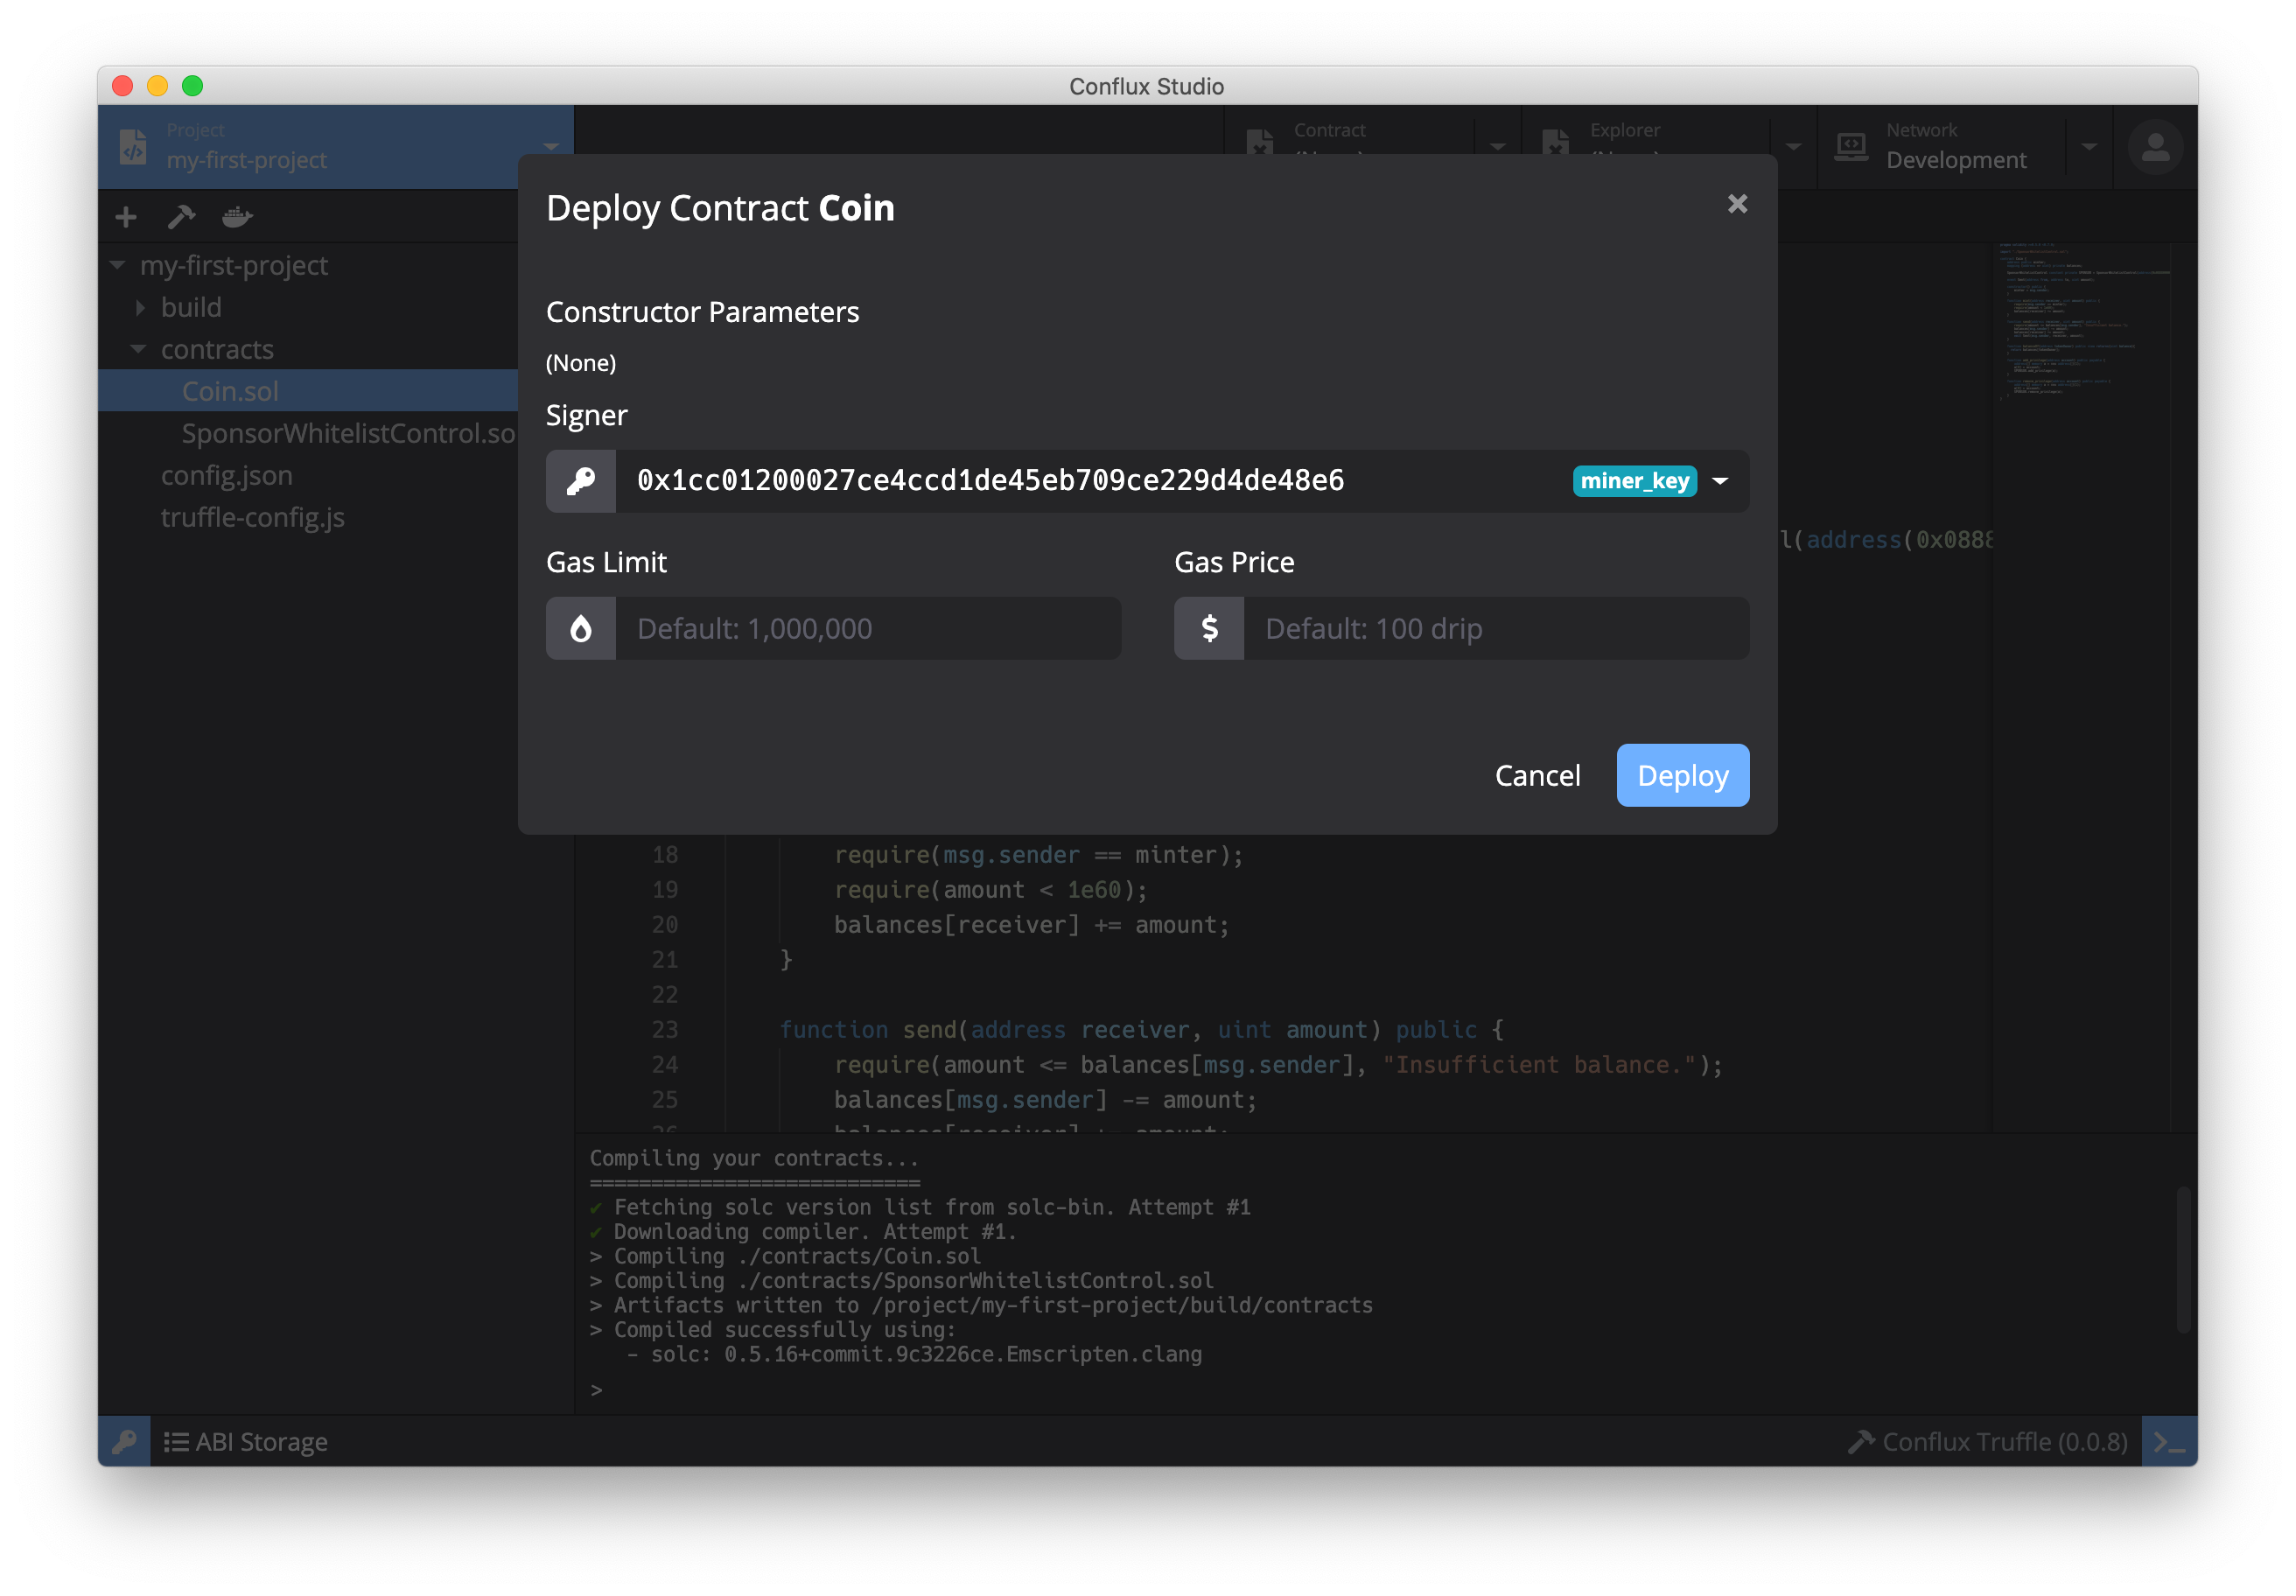 Conflux Studio
Project
my-first-project
Contract
Explorer
Network
Development
my-first-project
build
contracts
Coin.sol
SponsorWhitelistControl.so
config.json
truffle-config.js
Deploy Contract Coin
Constructor Parameters
(None)
Signer
0x1cc01200027ce4ccd1de45eb709ce229d4de48e6 miner_key
Gas Limit
Gas Price
Default: 1,000,000
$ Default: 100 drip
Cancel Deploy
l(address(0x0888
18 require(msg.sender == minter);
19 require(amount < 1e60);
20 balances[receiver] += amount;
21 }
22
23 function send(address receiver, uint amount) public {
24 require(amount <= balances[msg.sender], "Insufficient balance.");
25 balances[msg.sender] -= amount;
Compiling your contracts...
===========================
✔ Fetching solc version list from solc-bin. Attempt #1
✔ Downloading compiler. Attempt #1.
> Compiling ./contracts/Coin.sol
> Compiling ./contracts/SponsorWhitelistControl.sol
> Artifacts written to /project/my-first-project/build/contracts
> Compiled successfully using:
- solc: 0.5.16+commit.9c3226ce.Emscripten.clang
>
ABI Storage
Conflux Truffle (0.0.8)